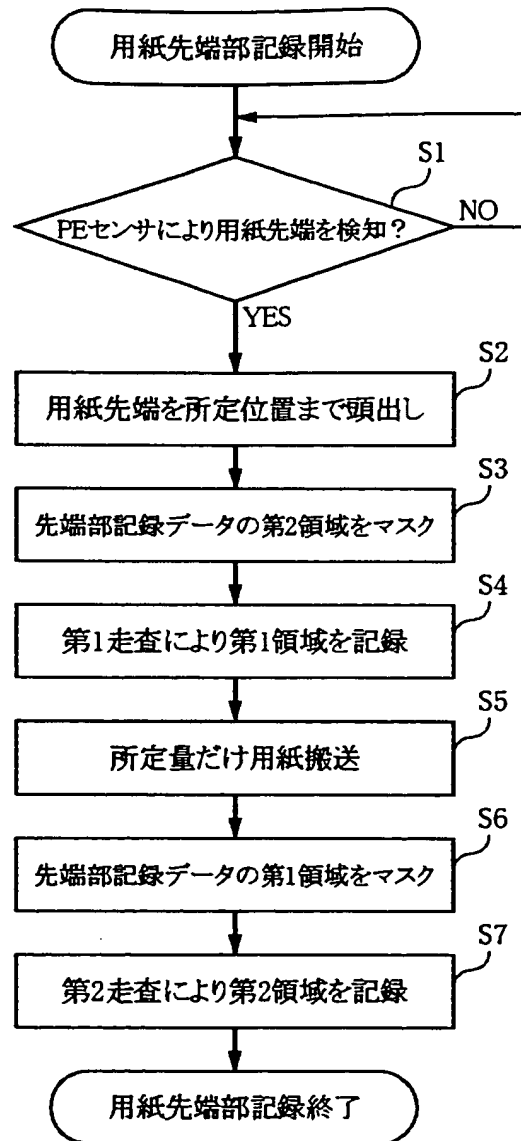 用紙先端部記録開始
S1
PEセンサにより用紙先端を検知?
NO
YES
S2
用紙先端を所定位置まで頭出し
S3
先端部記録データの第2領域をマスク
S4
第1走査により第1領域を記録
S5
所定量だけ用紙搬送
S6
先端部記録データの第1領域をマスク
S7
第2走査により第2領域を記録
用紙先端部記録終了